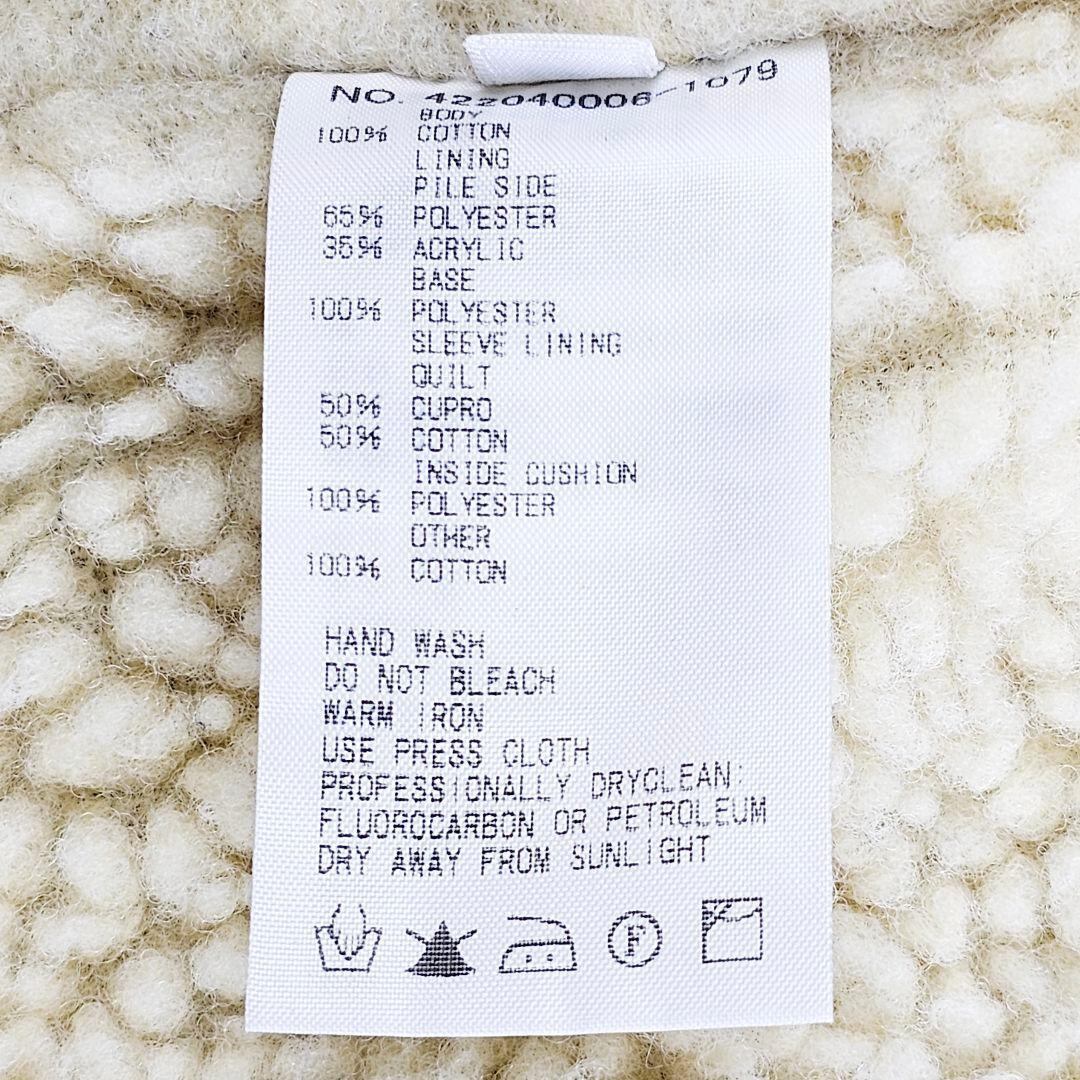 NO. 422040006-1079
BODY
100% COTTON
LINING
PILE SIDE
65% POLYESTER
35% ACRYLIC
BASE
100% POLYESTER
SLEEVE LINING
QUILT
50% CUPRO
50% COTTON
INSIDE CUSHION
100% POLYESTER
OTHER
100% COTTON
HAND WASH
DO NOT BLEACH
WARM IRON
USE PRESS CLOTH
PROFESSIONALLY DRYCLEAN:
FLUOROCARBON OR PETROLEUM
DRY AWAY FROM SUNLIGHT
F